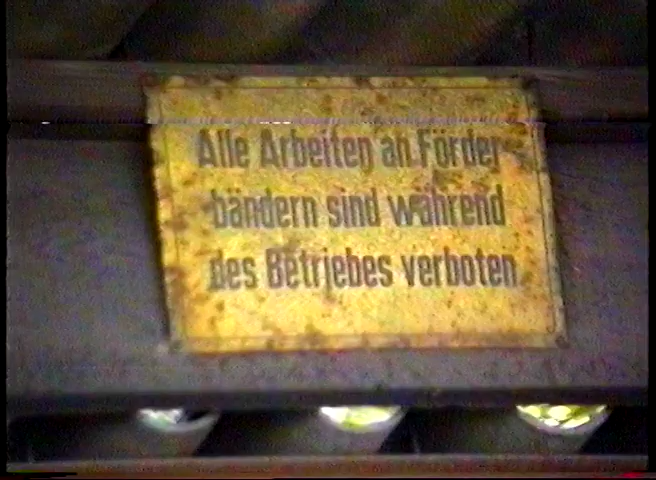 Alle Arbeiten an Förder-
bändern sind während
des Betriebes verboten